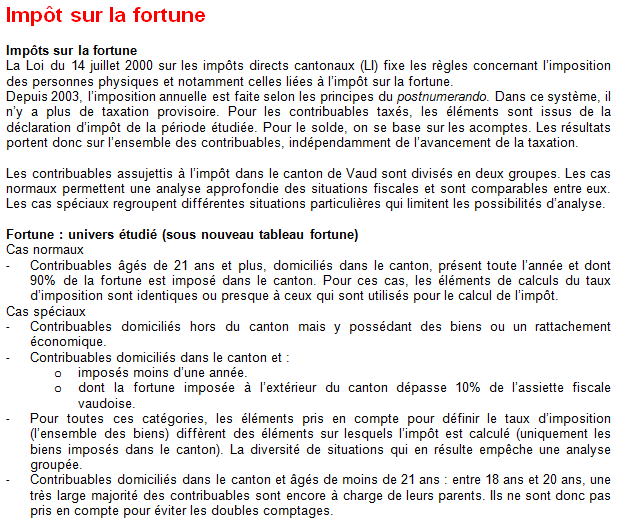 Impôt sur la fortune
Impôts sur la fortune
La Loi du 14 juillet 2000 sur les impôts directs cantonaux (LI) fixe les règles concernant l’imposition
des personnes physiques et notamment celles liées à l’impôt sur la fortune.
Depuis 2003, l’imposition annuelle est faite selon les principes du postnumerando. Dans ce système, il
n’y a plus de taxation provisoire. Pour les contribuables taxés, les éléments sont issus de la
déclaration d’impôt de la période étudiée. Pour le solde, on se base sur les acomptes. Les résultats
portent donc sur l’ensemble des contribuables, indépendamment de l’avancement de la taxation.
Les contribuables assujettis à l’impôt dans le canton de Vaud sont divisés en deux groupes. Les cas
normaux permettent une analyse approfondie des situations fiscales et sont comparables entre eux.
Les cas spéciaux regroupent différentes situations particulières qui limitent les possibilités d’analyse.
Fortune : univers étudié (sous nouveau tableau fortune)
Cas normaux
- Contribuables âgés de 21 ans et plus, domiciliés dans le canton, présent toute l’année et dont
90% de la fortune est imposé dans le canton. Pour ces cas, les éléments de calculs du taux
d’imposition sont identiques ou presque à ceux qui sont utilisés pour le calcul de l’impôt.
Cas spéciaux
- Contribuables domiciliés hors du canton mais y possédant des biens ou un rattachement
économique.
- Contribuables domiciliés dans le canton et :
o imposés moins d’une année.
o dont la fortune imposée à l’extérieur du canton dépasse 10% de l’assiette fiscale
vaudoise.
- Pour toutes ces catégories, les éléments pris en compte pour définir le taux d’imposition
(l’ensemble des biens) diffèrent des éléments sur lesquels l’impôt est calculé (uniquement les
biens imposés dans le canton). La diversité de situations qui en résulte empêche une analyse
groupée.
- Contribuables domiciliés dans le canton et âgés de moins de 21 ans : entre 18 ans et 20 ans, une
très large majorité des contribuables sont encore à charge de leurs parents. Ils ne sont donc pas
pris en compte pour éviter les doubles comptages.